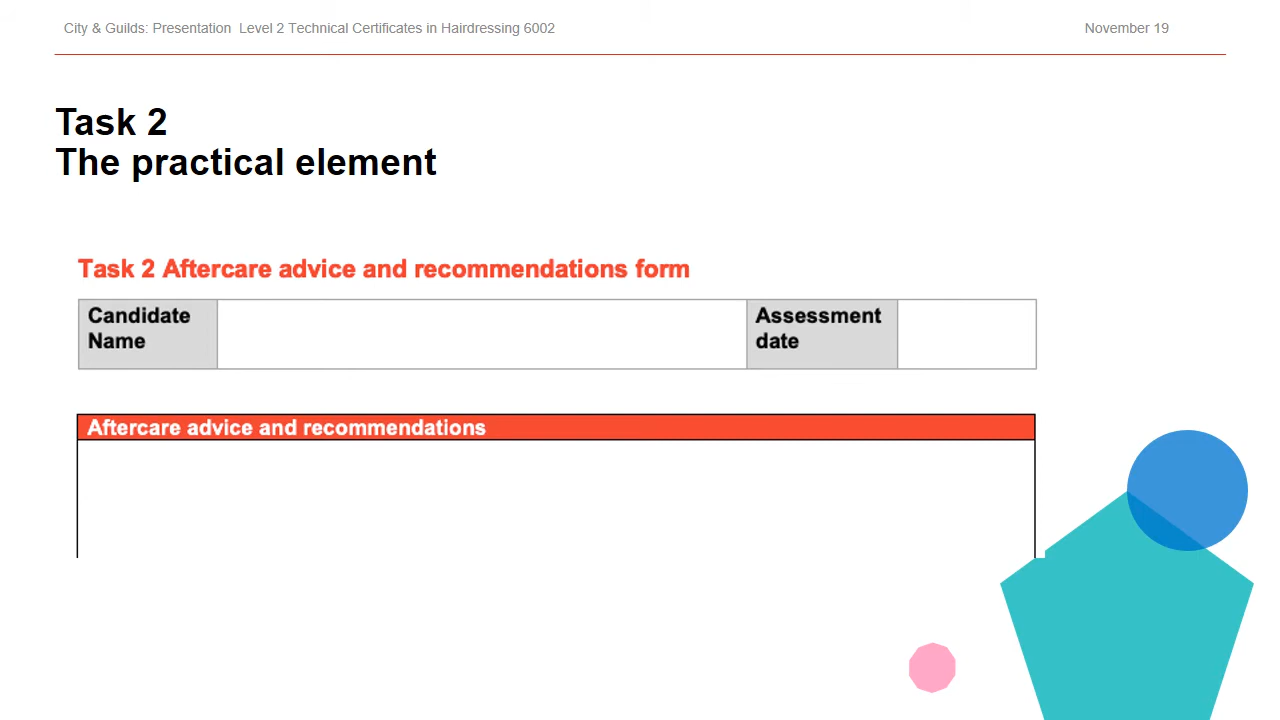 City & Guilds: Presentation  Level 2 Technical Certificates in Hairdressing 6002
November 19
Task 2
The practical element
Task 2 Aftercare advice and recommendations form
Candidate
Name
Assessment
date
Aftercare advice and recommendations